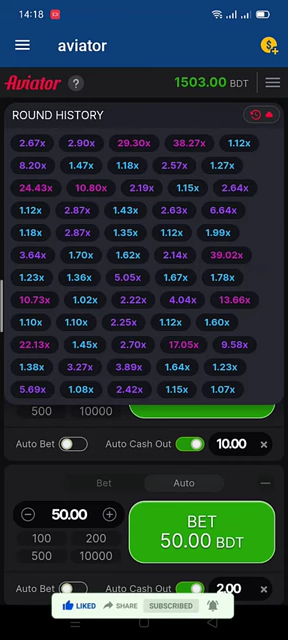 14:18
aviator
Aviator ? 1503.00 BDT
ROUND HISTORY
2.67x 2.90x 29.30x 38.27x 1.12x
8.20x 1.47x 1.18x 2.57x 1.27x
24.43x 10.80x 2.19x 1.15x 2.64x
1.12x 2.87x 1.43x 2.63x 6.64x
1.18x 2.87x 1.35x 1.12x 1.99x
3.64x 1.70x 1.62x 2.14x 39.02x
1.23x 1.36x 5.05x 1.67x 1.78x
10.73x 1.02x 2.22x 4.04x 13.66x
1.10x 1.10x 2.25x 1.12x 1.60x
22.13x 1.45x 2.70x 17.05x 9.58x
1.38x 3.27x 3.89x 1.64x 1.23x
5.69x 1.08x 2.42x 1.15x 1.07x
500 10000
Auto Bet Auto Cash Out 10.00 ×
Bet Auto
50.00
100 200
500 10000
BET
50.00 BDT
Auto Bet Auto Cash Out 2.00 ×
LIKED SHARE SUBSCRIBED